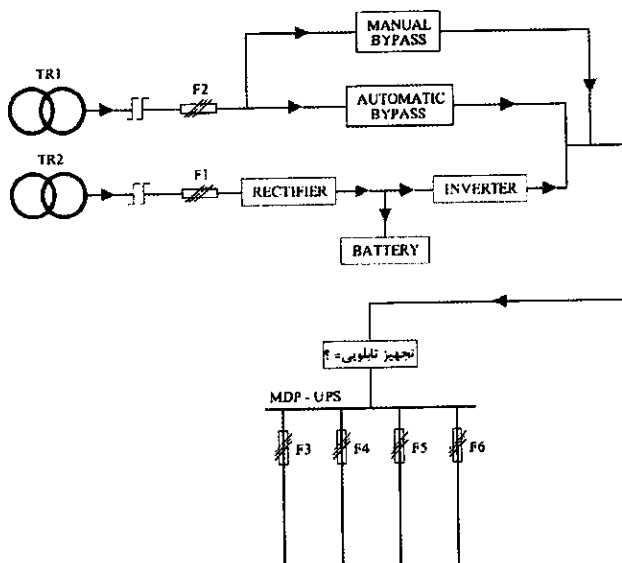 MANUAL
BYPASS
TR1
F2
AUTOMATIC
BYPASS
TR2
F1
RECTIFIER
INVERTER
BATTERY
تجهیز تابلویی= ؟
MDP - UPS
F3
F4
F5
F6